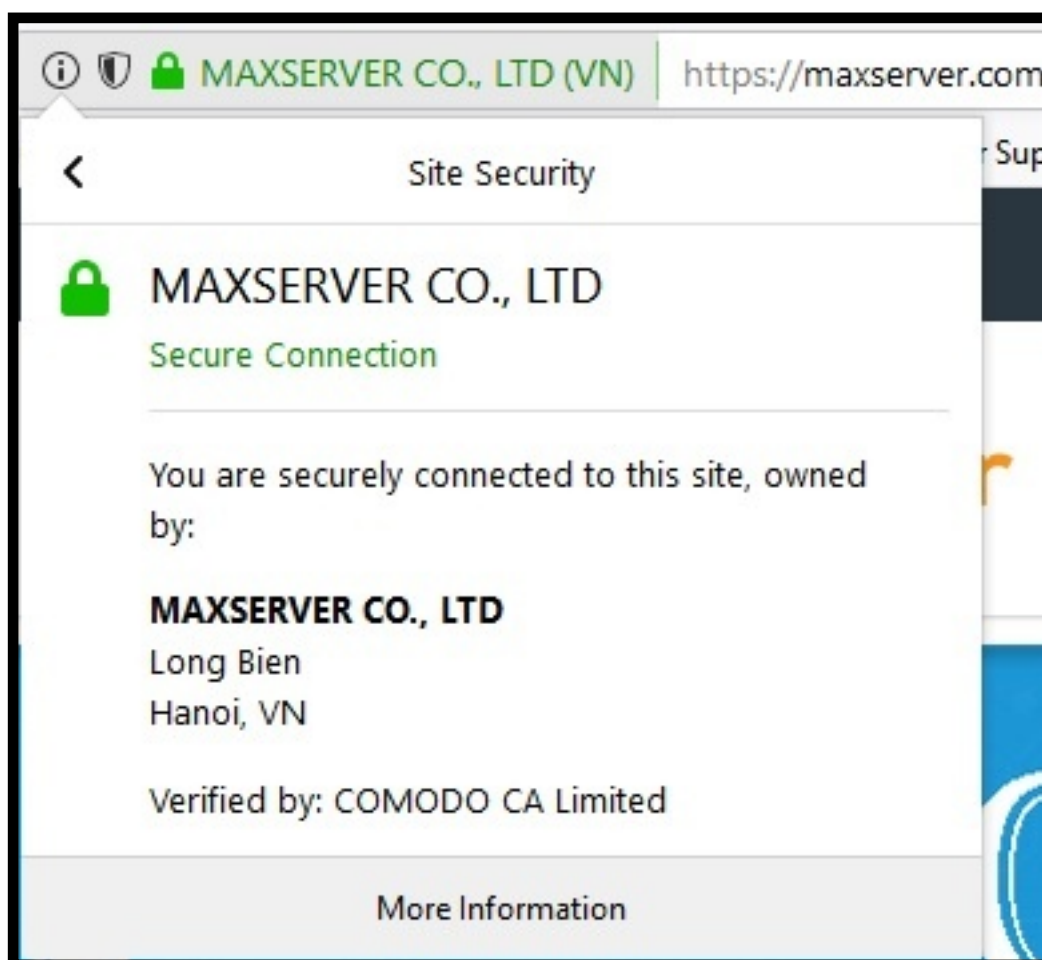 MAXSERVER CO., LTD (VN) https://maxserver.com
Site Security
MAXSERVER CO., LTD
Secure Connection
You are securely connected to this site, owned
by:
MAXSERVER CO., LTD
Long Bien
Hanoi, VN
Verified by: COMODO CA Limited
More Information